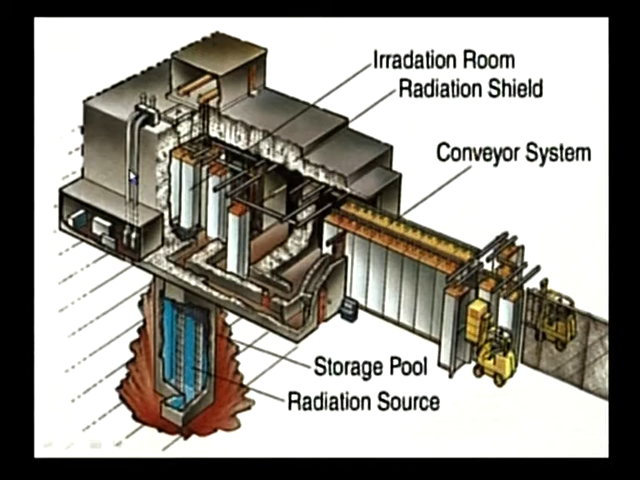 Irradation Room
Radiation Shield
Conveyor System
Storage Pool
Radiation Source